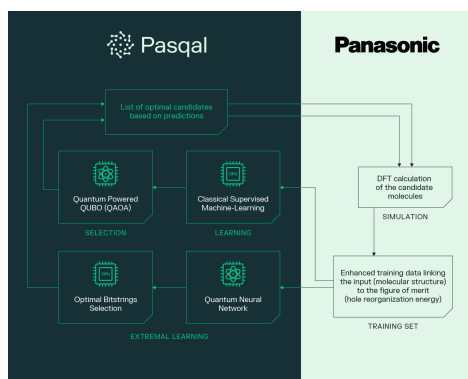 Pasqal
Panasonic
List of optimal candidates
based on predictions
DFT calculation
of the candidate
molecules
SIMULATION
Quantum Powered
QUBO (QAOA)
SELECTION
CPU
Classical Supervised
Machine-Learning
LEARNING
Enhanced training data linking
the input (molecular structure)
to the figure of merit
(hole reorganization energy)
TRAINING SET
CPU
Optimal Bitstrings
Selection
Quantum Neural
Network
EXTREMAL LEARNING